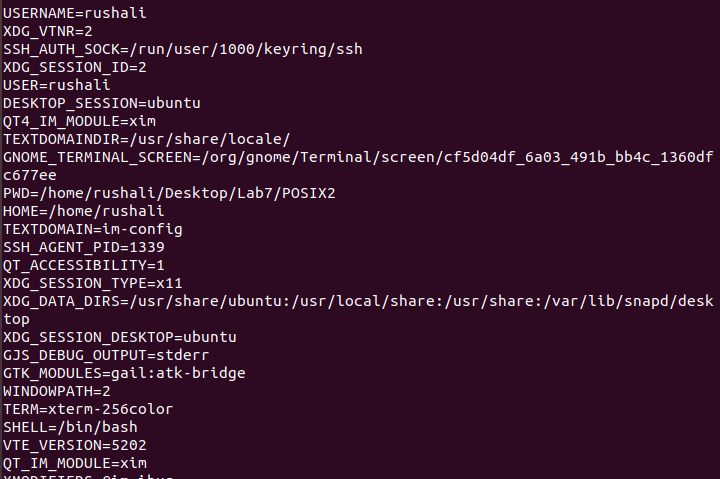 USERNAME=rushali
XDG_VTNR=2
SSH_AUTH_SOCK=/run/user/1000/keyring/ssh
XDG_SESSION_ID=2
USER=rushali
DESKTOP_SESSION=ubuntu
QT4_IM_MODULE=xim
TEXTDOMAINDIR=/usr/share/locale/
GNOME_TERMINAL_SCREEN=/org/gnome/Terminal/screen/cf5d04df_6a03_491b_bb4c_1360df
c677ee
PWD=/home/rushali/Desktop/Lab7/POSIX2
HOME=/home/rushali
TEXTDOMAIN=im-config
SSH_AGENT_PID=1339
QT_ACCESSIBILITY=1
XDG_SESSION_TYPE=x11
XDG_DATA_DIRS=/usr/share/ubuntu:/usr/local/share:/usr/share:/var/lib/snapd/desk
top
XDG_SESSION_DESKTOP=ubuntu
GJS_DEBUG_OUTPUT=stderr
GTK_MODULES=gail:atk-bridge
WINDOWPATH=2
TERM=xterm-256color
SHELL=/bin/bash
VTE_VERSION=5202
QT_IM_MODULE=xim